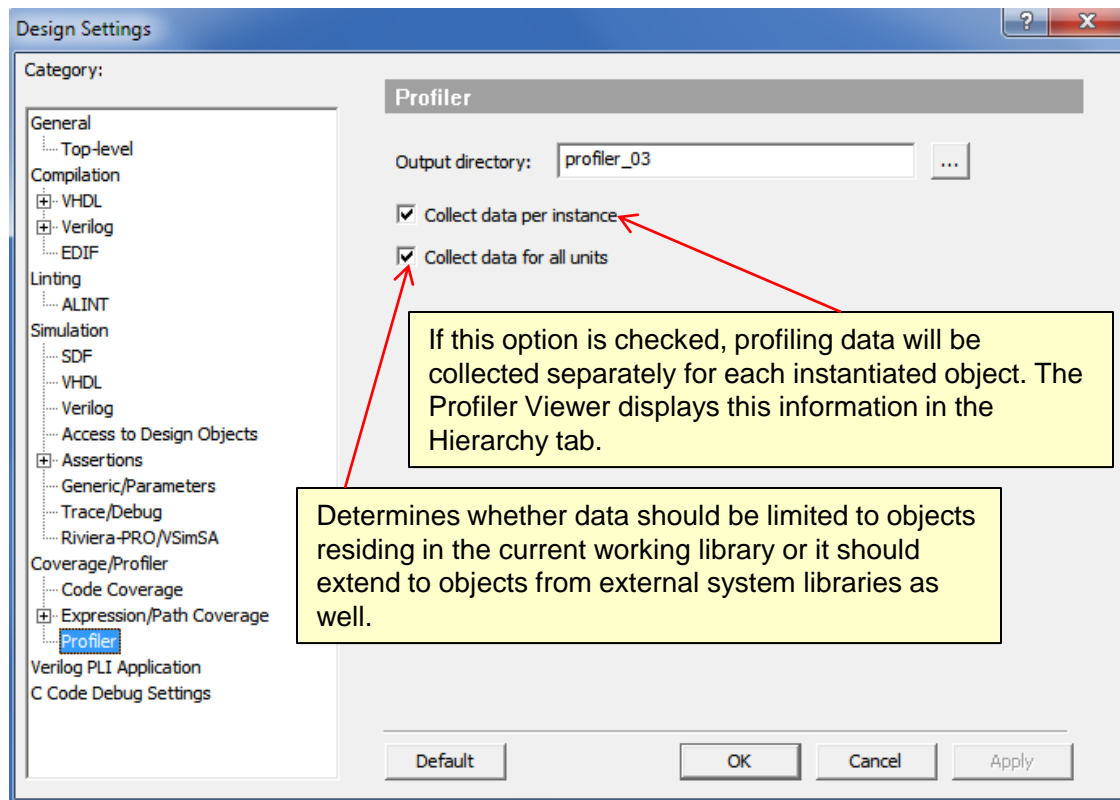 Design Settings
?
X
Category:
General
Top-level
Compilation
VHDL
Verilog
EDIF
Linting
ALINT
Simulation
SDF
VHDL
Verilog
Access to Design Objects
Assertions
Generic/Parameters
Trace/Debug
Riviera-PRO/VSimSA
Coverage/Profiler
Code Coverage
Expression/Path Coverage
Profiler
Verilog PLI Application
C Code Debug Settings
Profiler
Output directory: profiler_03 ...
Collect data per instance
Collect data for all units
If this option is checked, profiling data will be
collected separately for each instantiated object. The
Profiler Viewer displays this information in the
Hierarchy tab.
Determines whether data should be limited to objects
residing in the current working library or it should
extend to objects from external system libraries as
well.
Default OK Cancel Apply